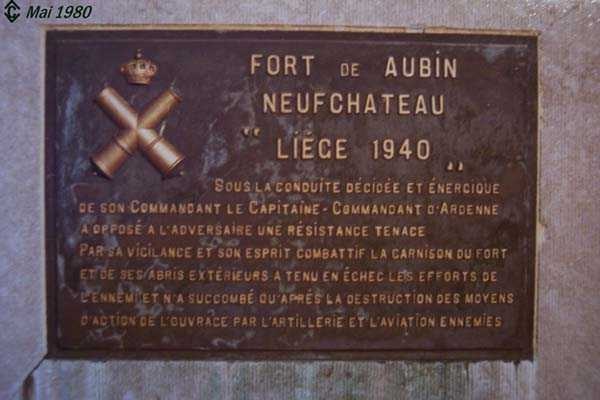 Mai 1980
FORT DE AUBIN
NEUFCHATEAU
" LIÉGE 1940 "
SOUS LA CONDUITE DÉCIDÉE ET ÉNERGIQUE
DE SON COMMANDANT LE CAPITAINE-COMMANDANT D'ARDENNE
A OPPOSÉ A L'ADVERSAIRE UNE RÉSISTANCE TENACE
PAR SA VIGILANCE ET SON ESPRIT COMBATTIF LA GARNISON DU FORT
ET DE SES ABRIS EXTÉRIEURS A TENU EN ÉCHEC LES EFFORTS DE
L'ENNEMI ET N'A SUCCOMBÉ QU'APRÈS LA DESTRUCTION DES MOYENS
D'ACTION DE L'OUVRAGE PAR L'ARTILLERIE ET L'AVIATION ENNEMIES